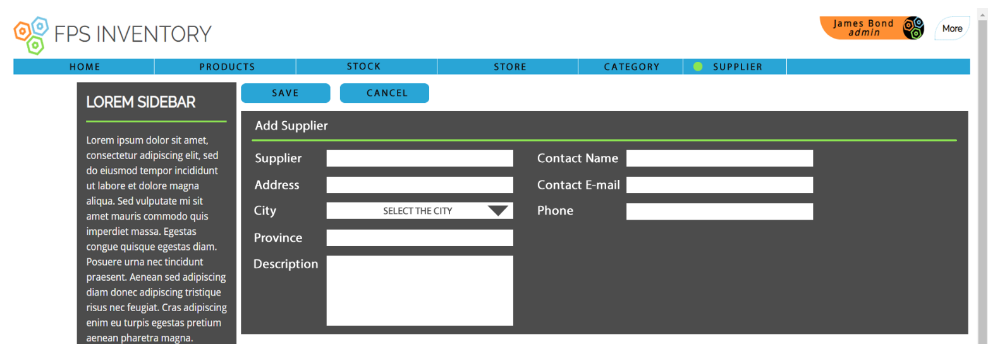 FPS INVENTORY
James Bond
admin
More
HOME PRODUCTS STOCK STORE CATEGORY SUPPLIER
LOREM SIDEBAR
Lorem ipsum dolor sit amet,
consectetur adipiscing elit, sed
do eiusmod tempor incididunt
ut labore et dolore magna
aliqua. Sed vulputate mi sit
amet mauris commodo quis
imperdiet massa. Egestas
congue quisque egestas diam.
Posuere urna nec tincidunt
praesent. Aenean sed adipiscing
diam donec adipiscing tristique
risus nec feugiat. Cras adipiscing
enim eu turpis egestas pretium
aenean pharetra magna.
SAVE CANCEL
Add Supplier
Supplier
Address
City SELECT THE CITY
Province
Description
Contact Name
Contact E-mail
Phone